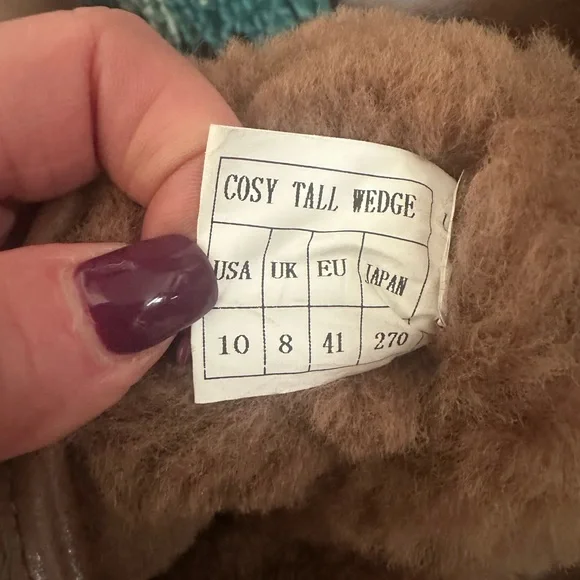 COSY TALL WEDGE
USA UK EU JAPAN
10 8 41 270